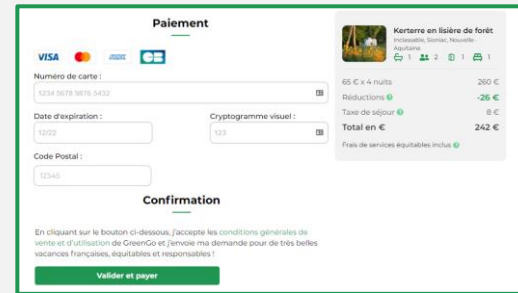 Paiement
VISA
CB
Numéro de carte :
1234 5678 9876 5432
Date d'expiration :
Cryptogramme visuel :
12/22
123
Code Postal :
12345
Confirmation
En cliquant sur le bouton ci-dessous, j'accepte les conditions générales de
vente et d'utilisation de GreenGo et j'envoie ma demande pour de très belles
vacances françaises, équitables et responsables !
Valider et payer
Kerterre en lisière de forêt
Inclassable, Sioniac, Nouvelle -
Aquitaine
1 2 1 1
65 € x 4 nuits 260 €
Réductions -26 €
Taxe de séjour 8 €
Total en € 242 €
Frais de services équitables inclus